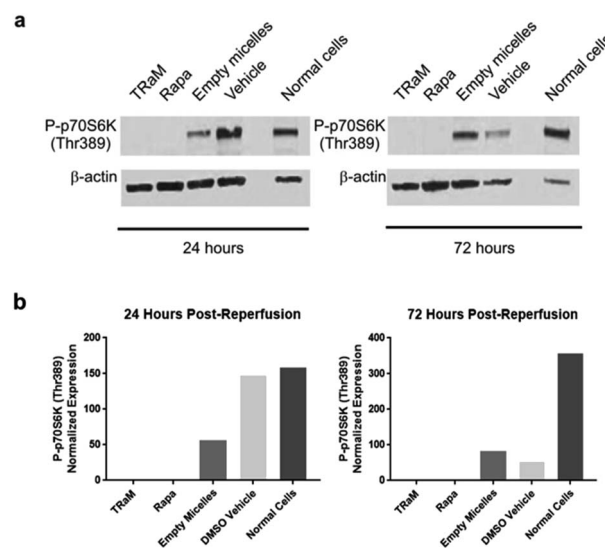 a
TRaM
Rapa
Empty micelles
Vehicle
Normal cells
P-p70S6K
(Thr389)
β-actin
24 hours
TRaM
Rapa
Empty micelles
Vehicle
Normal cells
P-p70S6K
(Thr389)
β-actin
72 hours
b
24 Hours Post-Reperfusion
P-p70S6K (Thr389)
Normalized Expression
200
150
100
50
0
TRaM
Rapa
Empty Micelles
DMSO Vehicle
Normal Cells
72 Hours Post-Reperfusion
P-p70S6K (Thr389)
Normalized Expression
400
300
200
100
0
TRaM
Rapa
Empty Micelles
DMSO Vehicle
Normal Cells